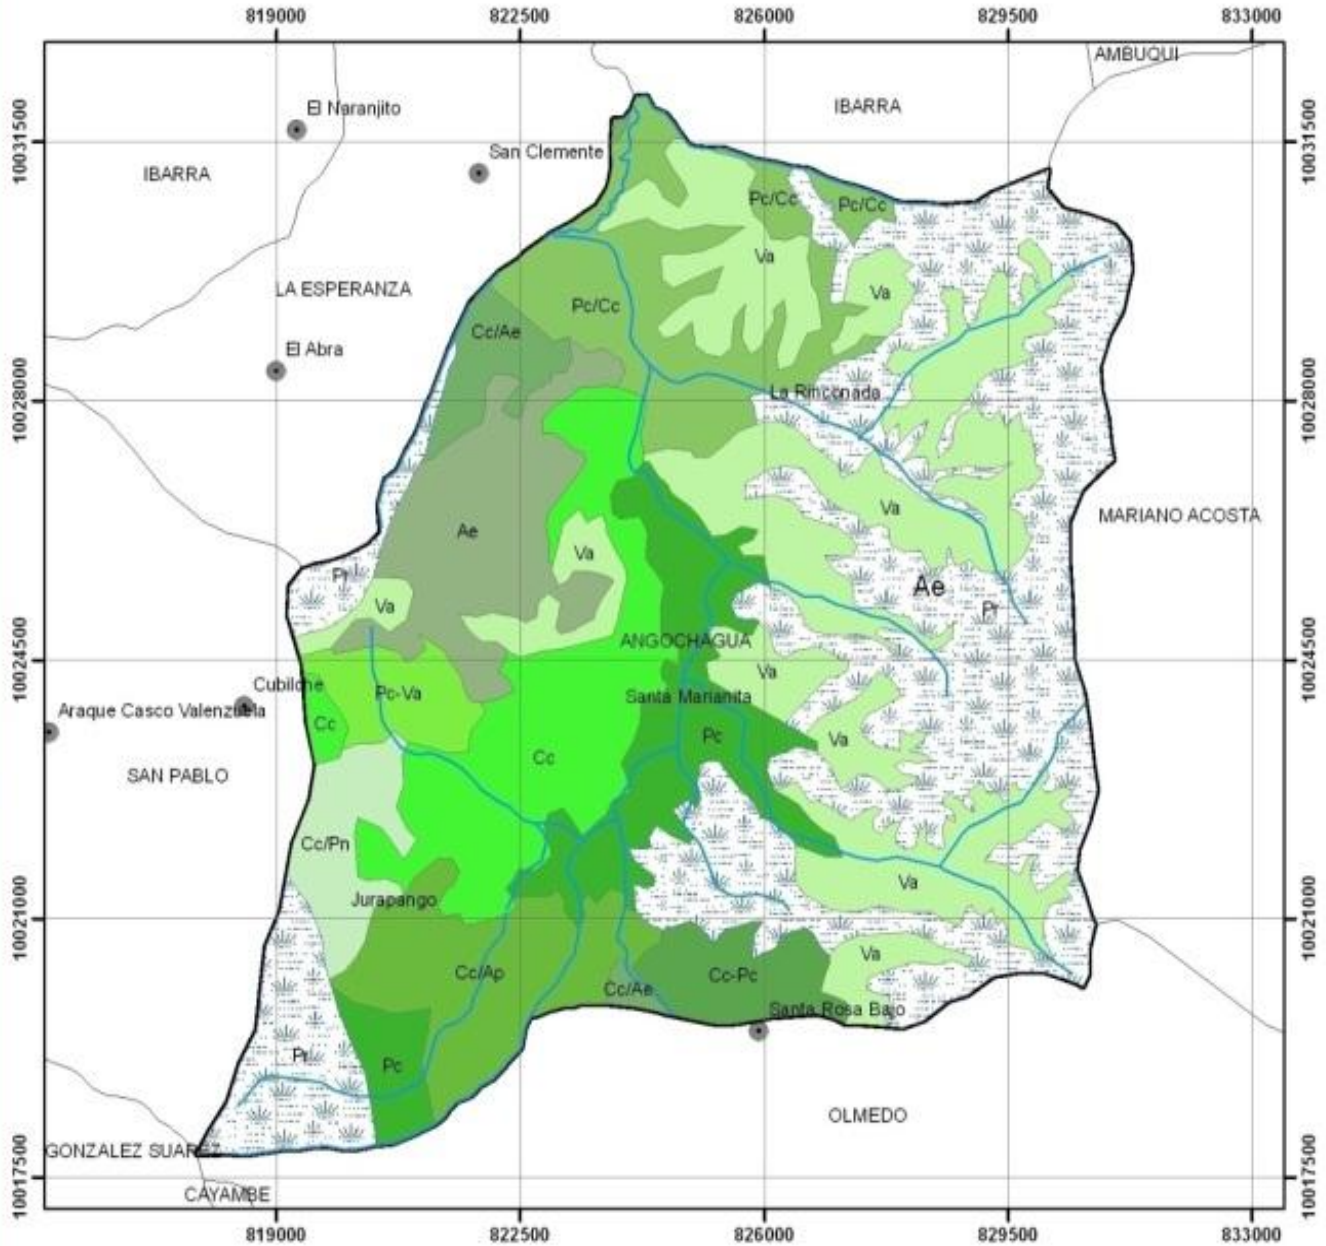 819000 822500 826000 829500 833000
AMBUQUI
IBARRA
El Naranjito
10031500 10031500
San Clemente
IBARRA
Pc/Cc Pc/Cc
Va
LA ESPERANZA
Va
Pc/Cc
Cc/Ae
El Abra
10028000 10028000
La Rinconada
Va
MARIANO ACOSTA
Ae
Va
Pr
Ae
Va
Pr
ANGOCHAGUA
10024500 10024500
Va
Cubilche
Pc-Va
Santa Marianita
Araque Casco Valenzuela
Cc
Pc
Va
Cc
SAN PABLO
Cc/Pn
Va
Jurapango
10021000 10021000
Va
Cc/Ap
Cc-Pc
Cc/Ae
Santa Rosa Bajo
Pr
Pc
OLMEDO
GONZALEZ SUAREZ
10017500 10017500
CAYAMBE
819000 822500 826000 829500 833000